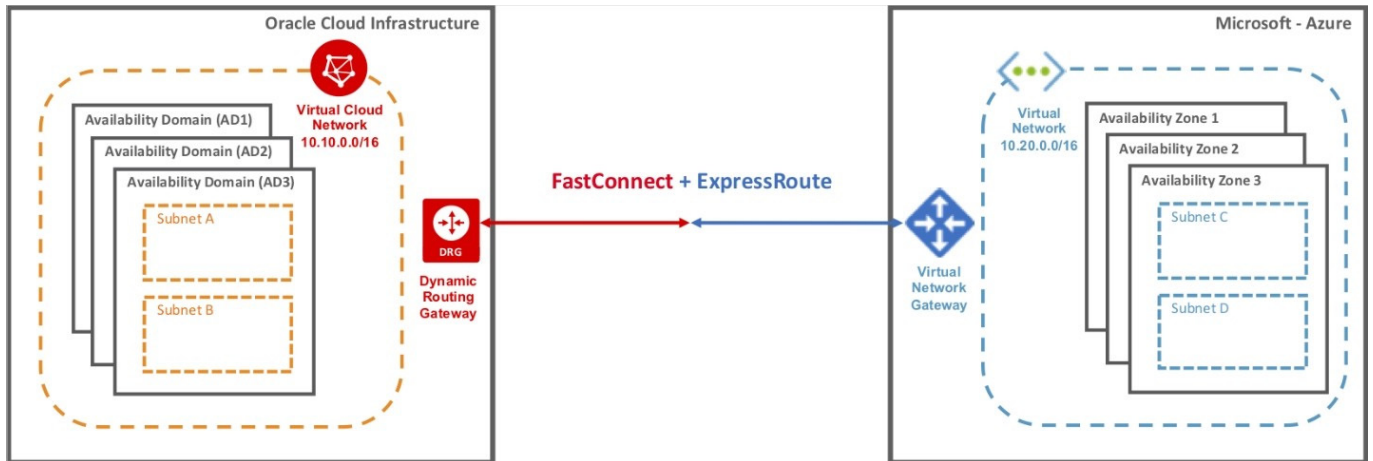 Oracle Cloud Infrastructure
Virtual Cloud
Network
10.10.0.0/16
Availability Domain (AD1)
Availability Domain (AD2)
Availability Domain (AD3)
Subnet A
Subnet B
DRG
Dynamic
Routing
Gateway
FastConnect + ExpressRoute
Microsoft - Azure
Virtual
Network
10.20.0.0/16
Availability Zone 1
Availability Zone 2
Availability Zone 3
Subnet C
Subnet D
Virtual
Network
Gateway